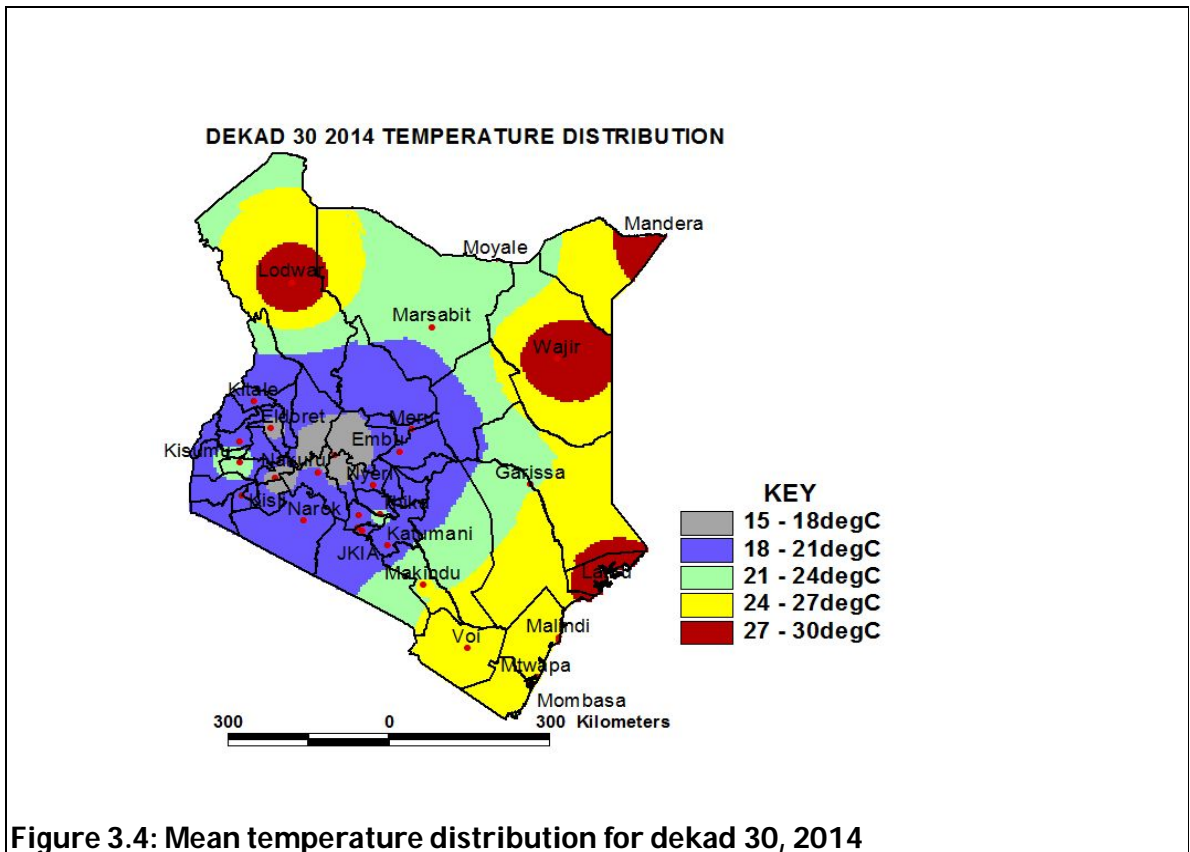 DEKAD 30 2014 TEMPERATURE DISTRIBUTION
Mandera
Moyale
Lodwar
Marsabit
Wajir
Kitale
Eldoret
Meru
Embu
Kisumu
Nakuru
Nyeri
Garissa
Kisii
Narok
Thika
Katumani
JKIA
Makindu
Lamu
Malindi
Voi
Mtwapa
Mombasa
KEY
15 - 18degC
18 - 21degC
21 - 24degC
24 - 27degC
27 - 30degC
300 0 300 Kilometers
Figure 3.4: Mean temperature distribution for dekad 30, 2014